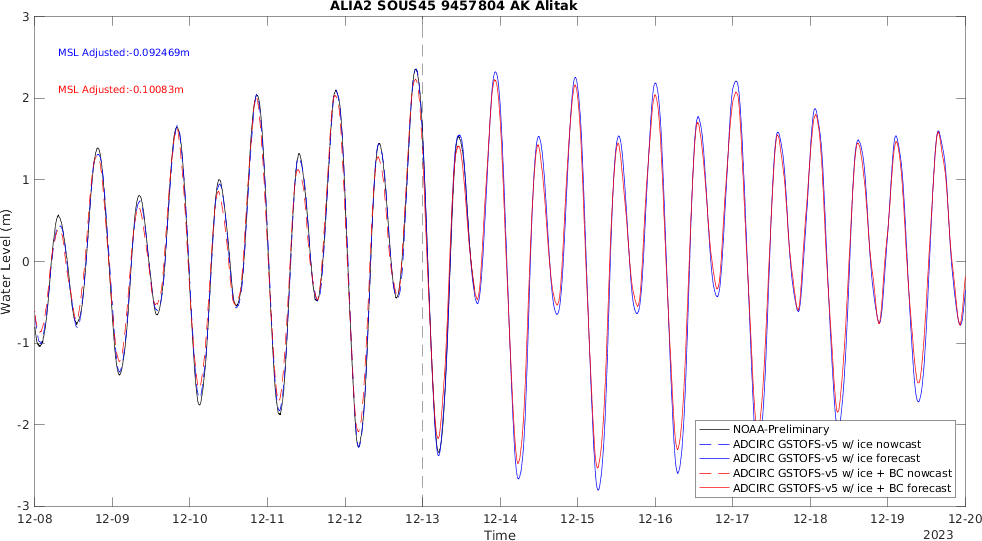 ALIA2 SOUS45 9457804 AK Alitak
MSL Adjusted:-0.092469m
MSL Adjusted:-0.10083m
Water Level (m)
3
2
1
0
-1
-2
-3
NOAA-Preliminary
ADCIRC GSTOFS-v5 w/ ice nowcast
ADCIRC GSTOFS-v5 w/ ice forecast
ADCIRC GSTOFS-v5 w/ ice + BC nowcast
ADCIRC GSTOFS-v5 w/ ice + BC forecast
12-08 12-09 12-10 12-11 12-12 12-13 12-14 12-15 12-16 12-17 12-18 12-19 12-20
Time
2023